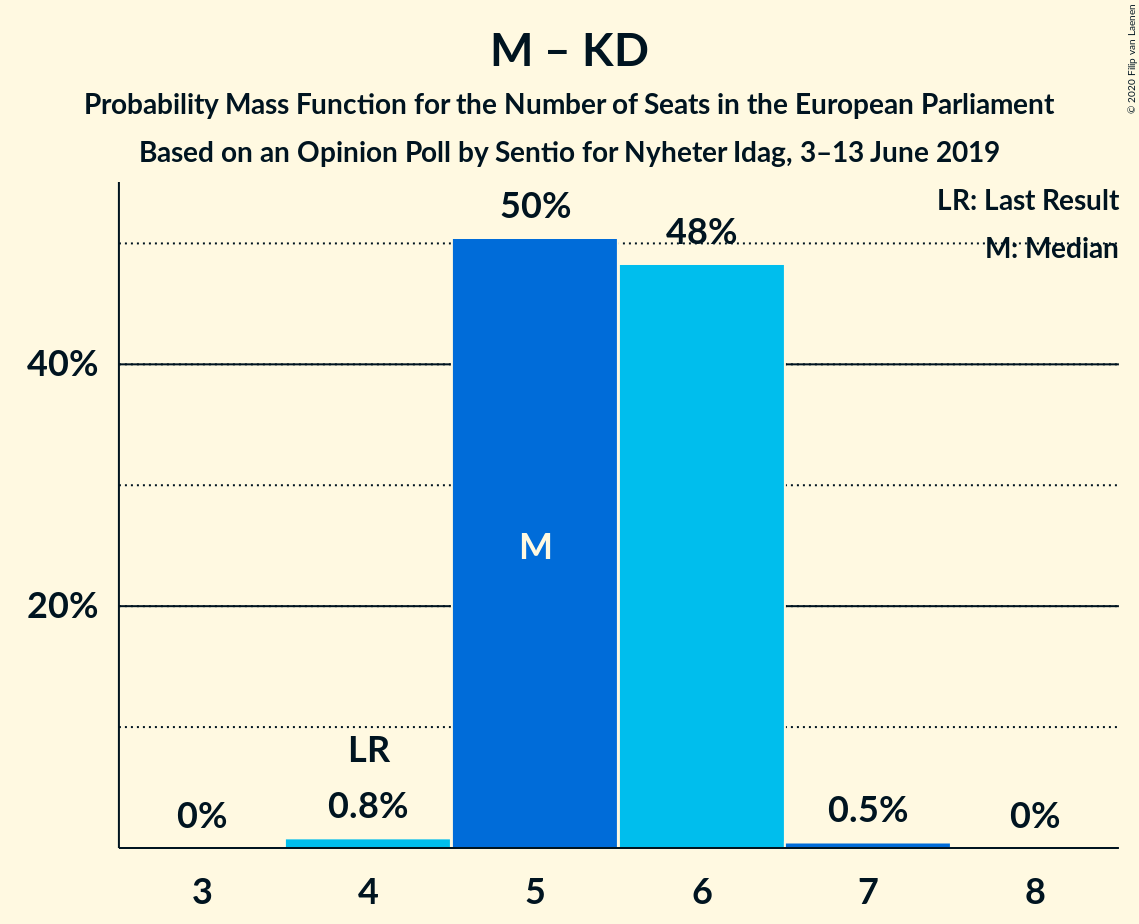 M – KD
Probability Mass Function for the Number of Seats in the European Parliament
Based on an Opinion Poll by Sentio for Nyheter Idag, 3–13 June 2019
© 2020 Filip van Laenen
LR: Last Result
M: Median
50%
48%
40%
M
20%
LR
0%
0.8%
0.5%
0%
3
4
5
6
7
8